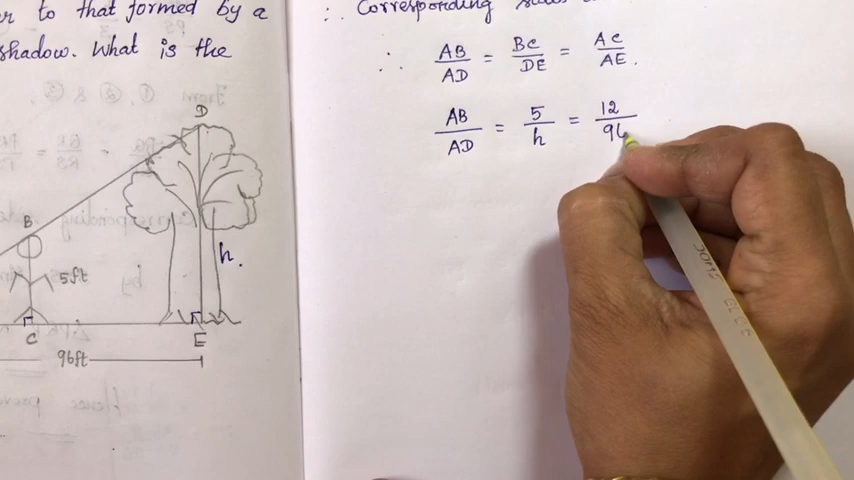 er to that formed by a
shadow. What is the
D
B
5ft
h.
C
E
96ft
∴ Corresponding
∴ AB/AD = BC/DE = AC/AE.
AB/AD = 5/h = 12/96